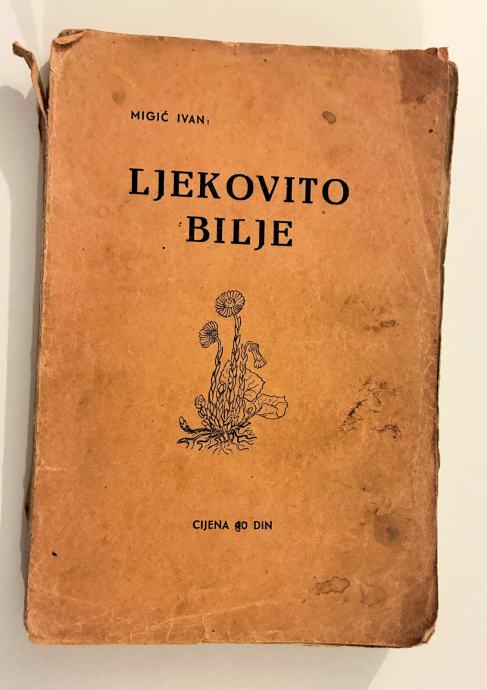 MIGIĆ IVAN:
LJEKOVITO
BILJE
CIJENA DIN